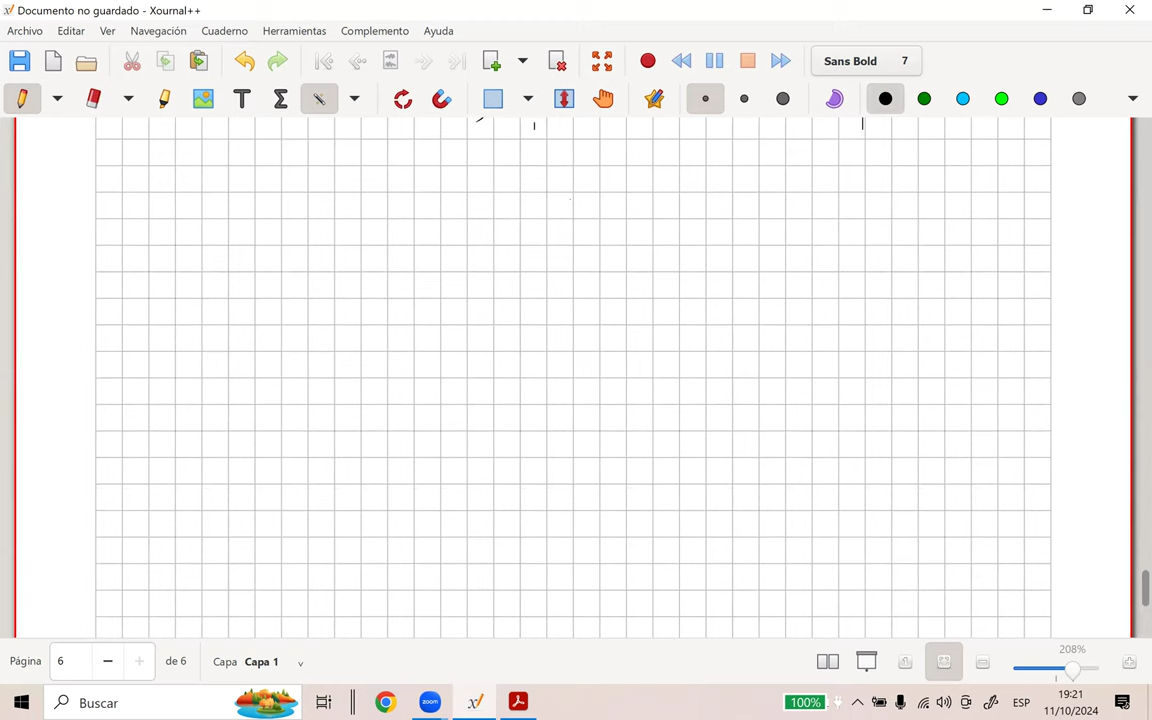 Documento no guardado - Xournal++
Archivo Editar Ver Navegación Cuaderno Herramientas Complemento Ayuda
Sans Bold 7
Página 6 de 6 Capa Capa 1 208%
Buscar zoom 100% ESP 19:21
11/10/2024